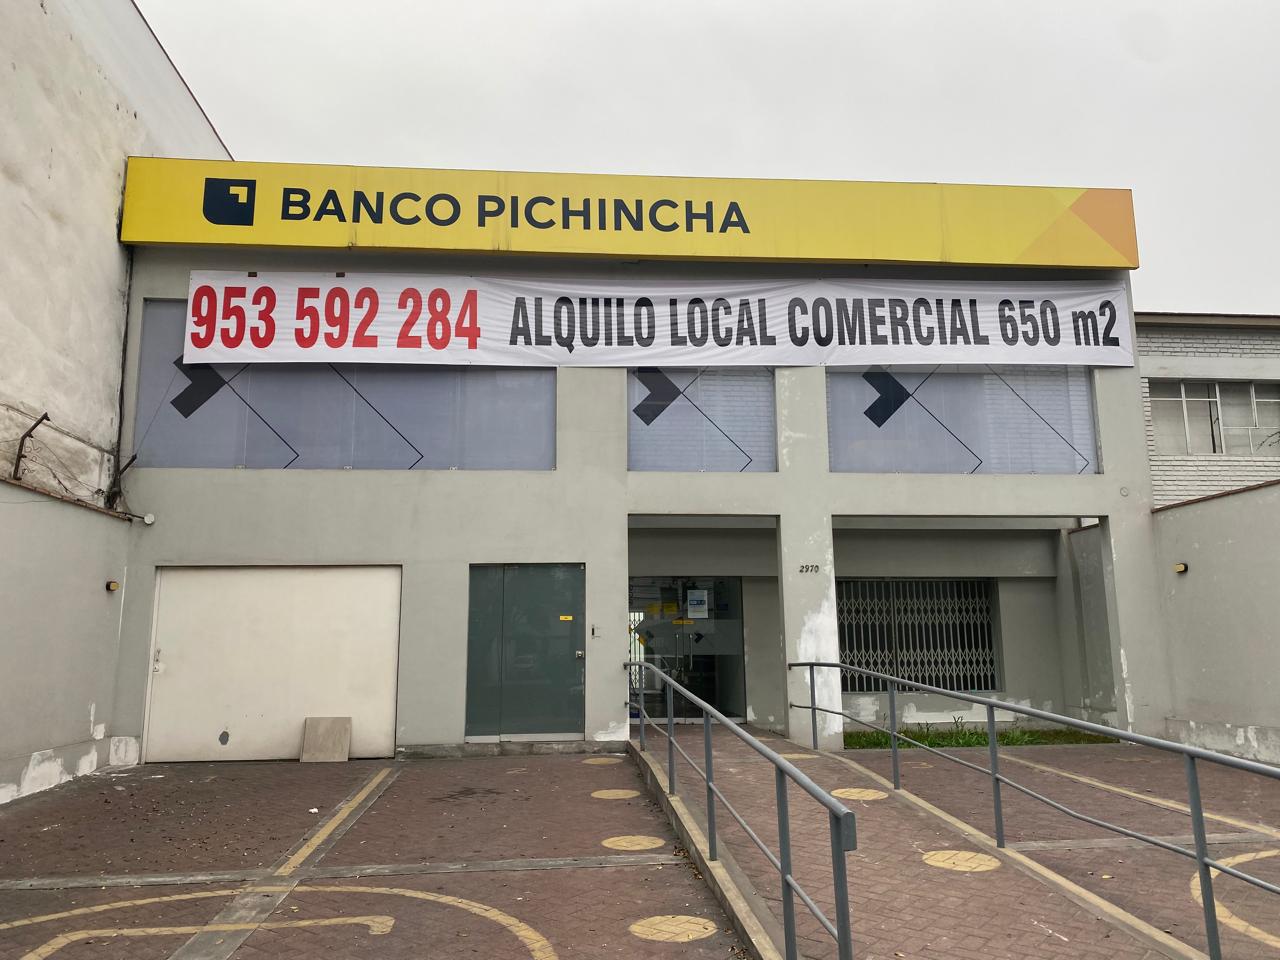 BANCO PICHINCHA
953 592 284 ALQUILO LOCAL COMERCIAL 650 m2
2970